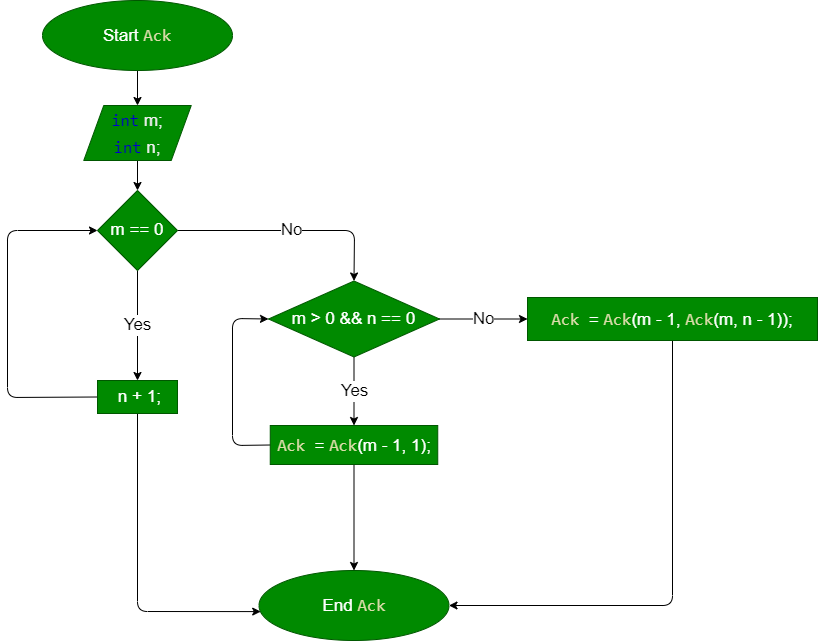 Start Ack
int m;
int n;
m == 0
No
Yes
m > 0 && n == 0
No
Ack = Ack(m - 1, Ack(m, n - 1));
Yes
n + 1;
Ack = Ack(m - 1, 1);
End Ack